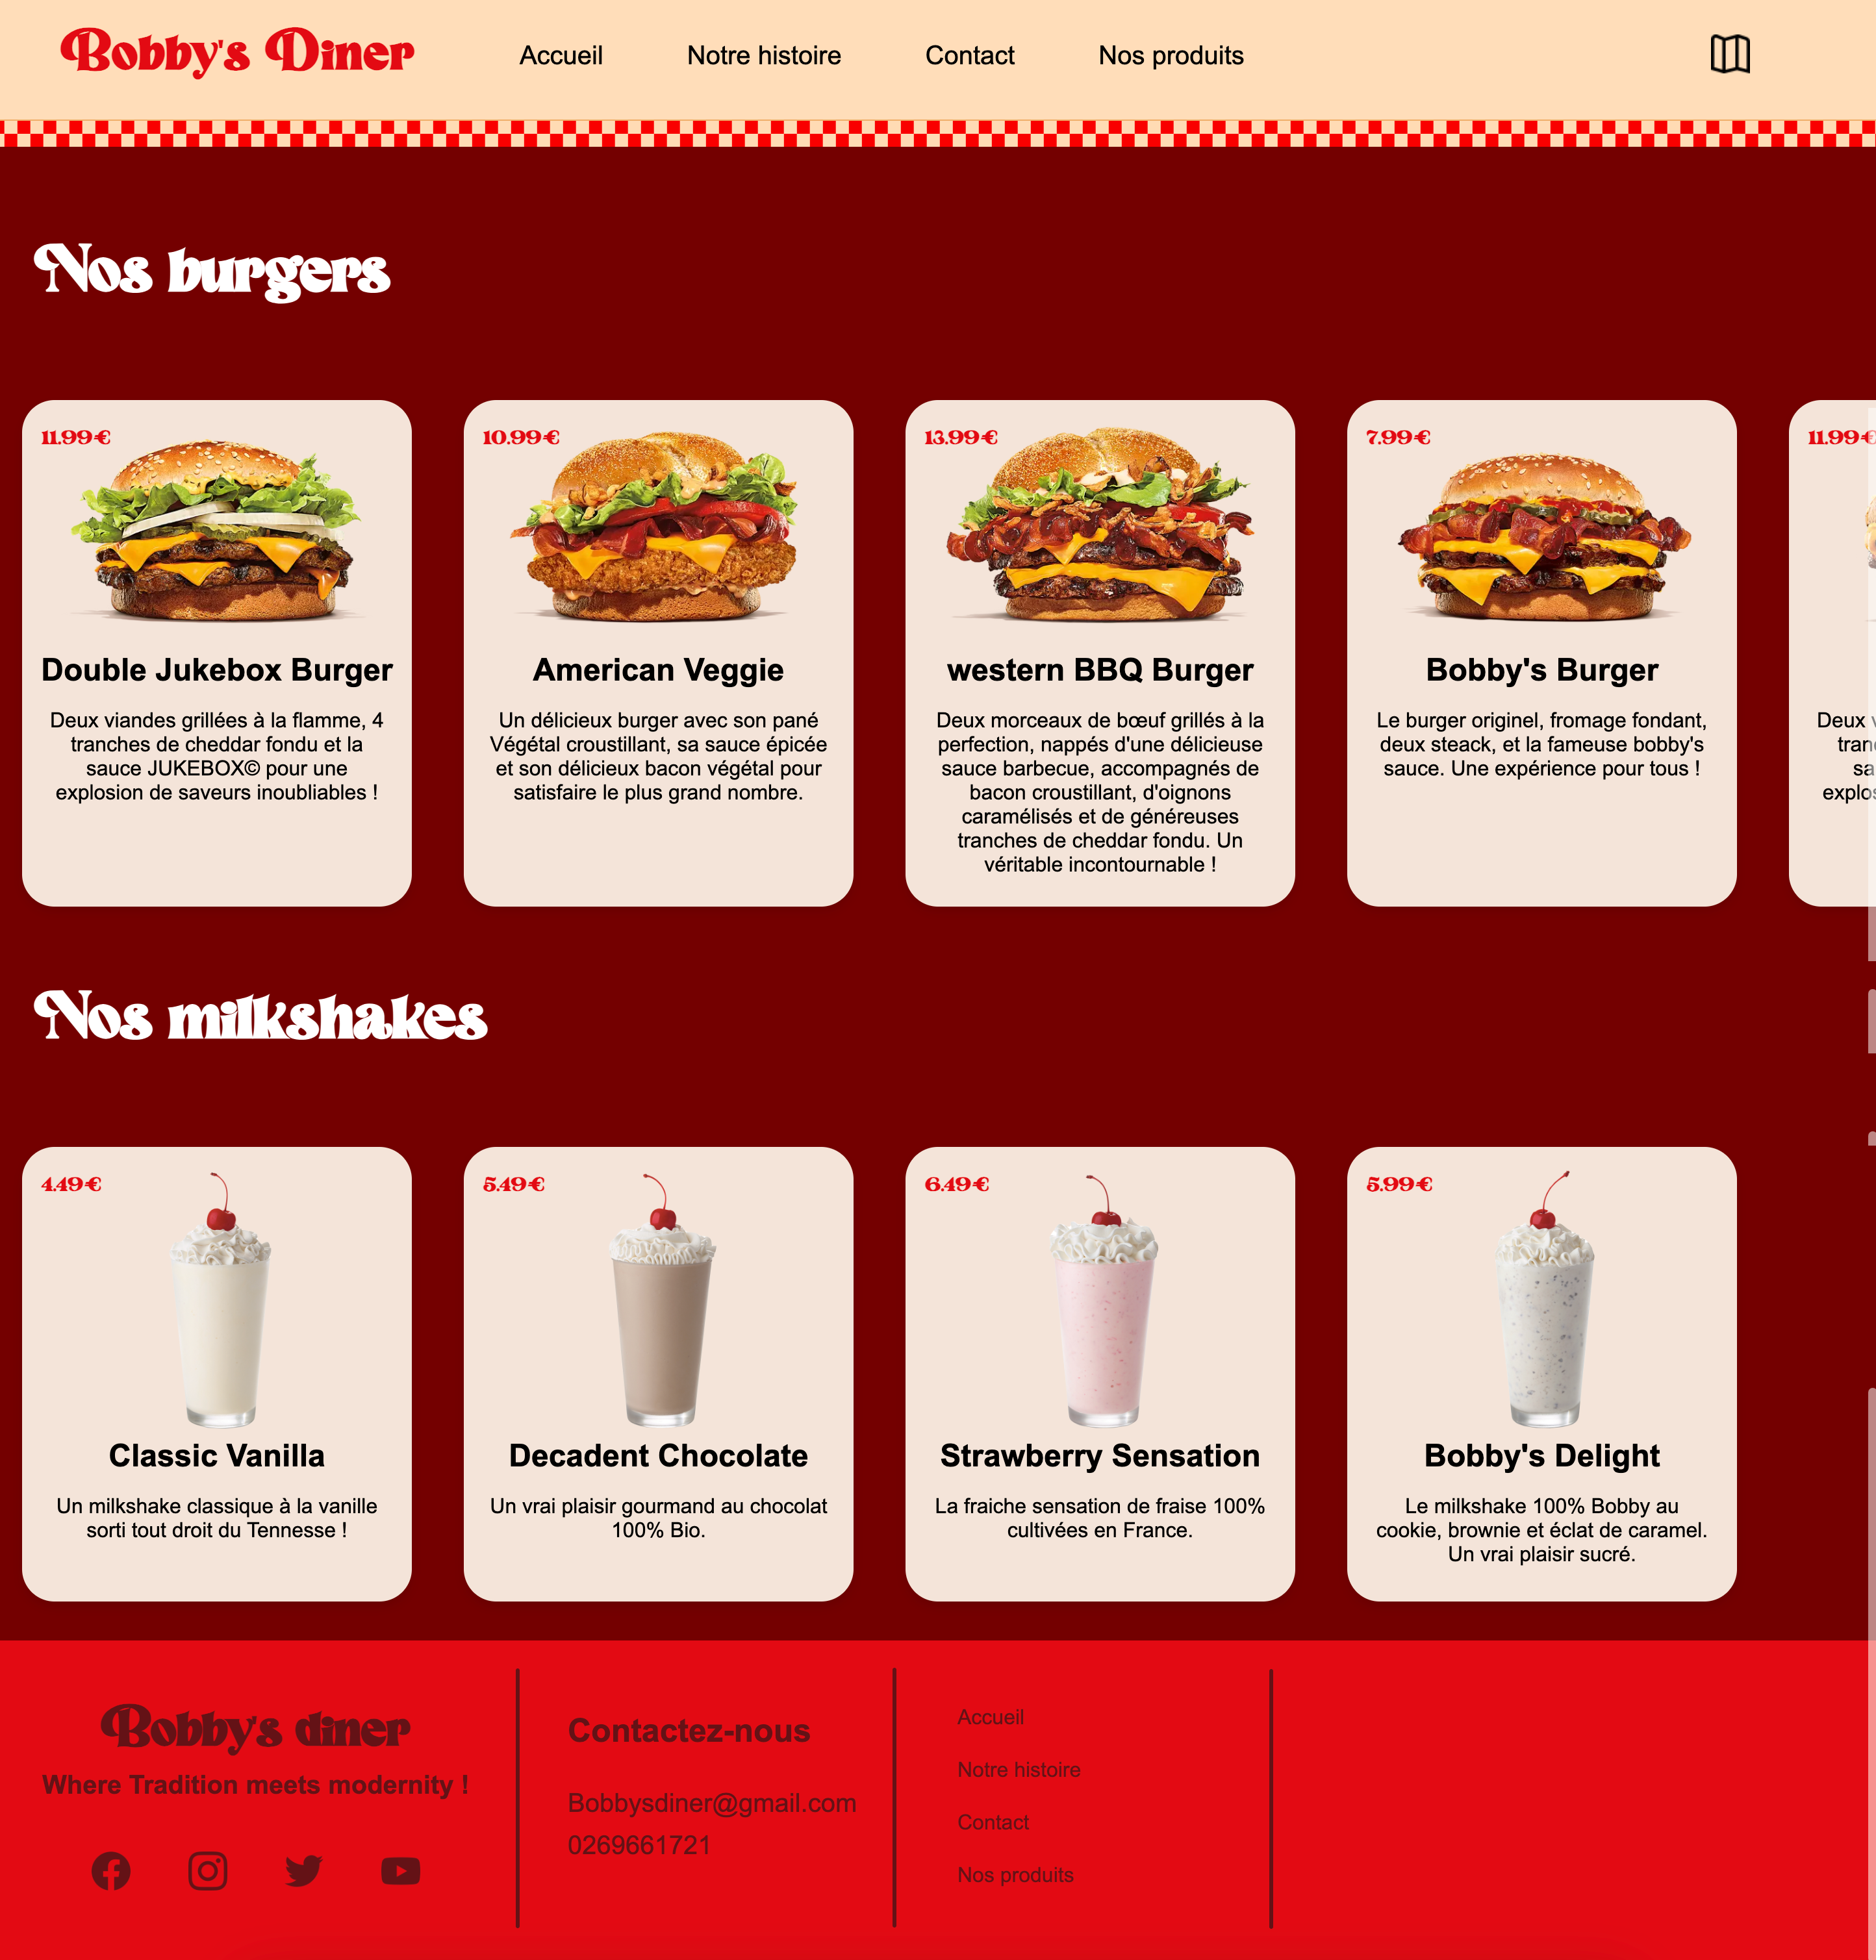 Bobby's Diner
Accueil
Notre histoire
Contact
Nos produits
Nos burgers
11.99€
Double Jukebox Burger
Deux viandes grillées à la flamme, 4
tranches de cheddar fondu et la
sauce JUKEBOX© pour une
explosion de saveurs inoubliables !
10.99€
American Veggie
Un délicieux burger avec son pané
Végétal croustillant, sa sauce épicée
et son délicieux bacon végétal pour
satisfaire le plus grand nombre.
13.99€
western BBQ Burger
Deux morceaux de bœuf grillés à la
perfection, nappés d'une délicieuse
sauce barbecue, accompagnés de
bacon croustillant, d'oignons
caramélisés et de généreuses
tranches de cheddar fondu. Un
véritable incontournable !
7.99€
Bobby's Burger
Le burger originel, fromage fondant,
deux steack, et la fameuse bobby's
sauce. Une expérience pour tous !
11.99€
Deux
Nos milkshakes
4.49€
Classic Vanilla
Un milkshake classique à la vanille
sorti tout droit du Tennesse !
5.49€
Decadent Chocolate
Un vrai plaisir gourmand au chocolat
100% Bio.
6.49€
Strawberry Sensation
La fraiche sensation de fraise 100%
cultivées en France.
5.99€
Bobby's Delight
Le milkshake 100% Bobby au
cookie, brownie et éclat de caramel.
Un vrai plaisir sucré.
Bobby's diner
Where Tradition meets modernity !
Contactez-nous
Bobbysdiner@gmail.com
0269661721
Accueil
Notre histoire
Contact
Nos produits